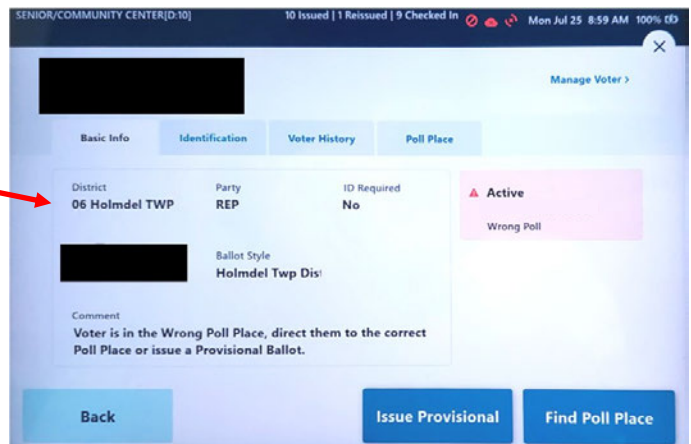 SENIOR/COMMUNITY CENTER[D:10] 10 Issued | 1 Reissued | 9 Checked In Mon Jul 25 8:59 AM 100%
Manage Voter >
Basic Info Identification Voter History Poll Place
District Party ID Required
06 Holmdel TWP REP No
Active
Wrong Poll
Ballot Style
Holmdel Twp Dis
Comment
Voter is in the Wrong Poll Place, direct them to the correct
Poll Place or issue a Provisional Ballot.
Back Issue Provisional Find Poll Place